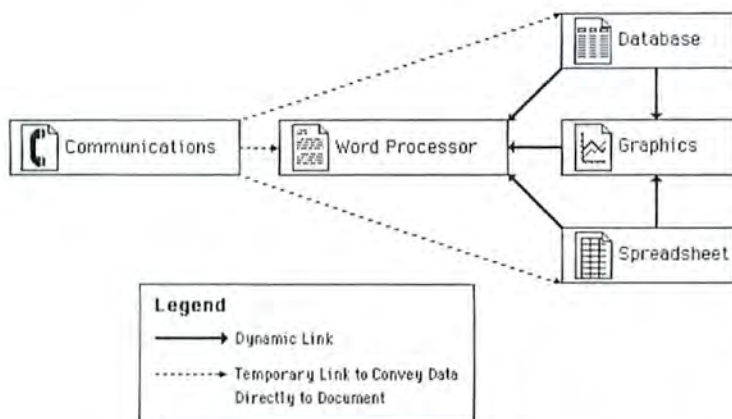 Database
Communications
Word Processor
Graphics
Spreadsheet
Legend
Dynamic Link
Temporary Link to Convey Data
Directly to Document